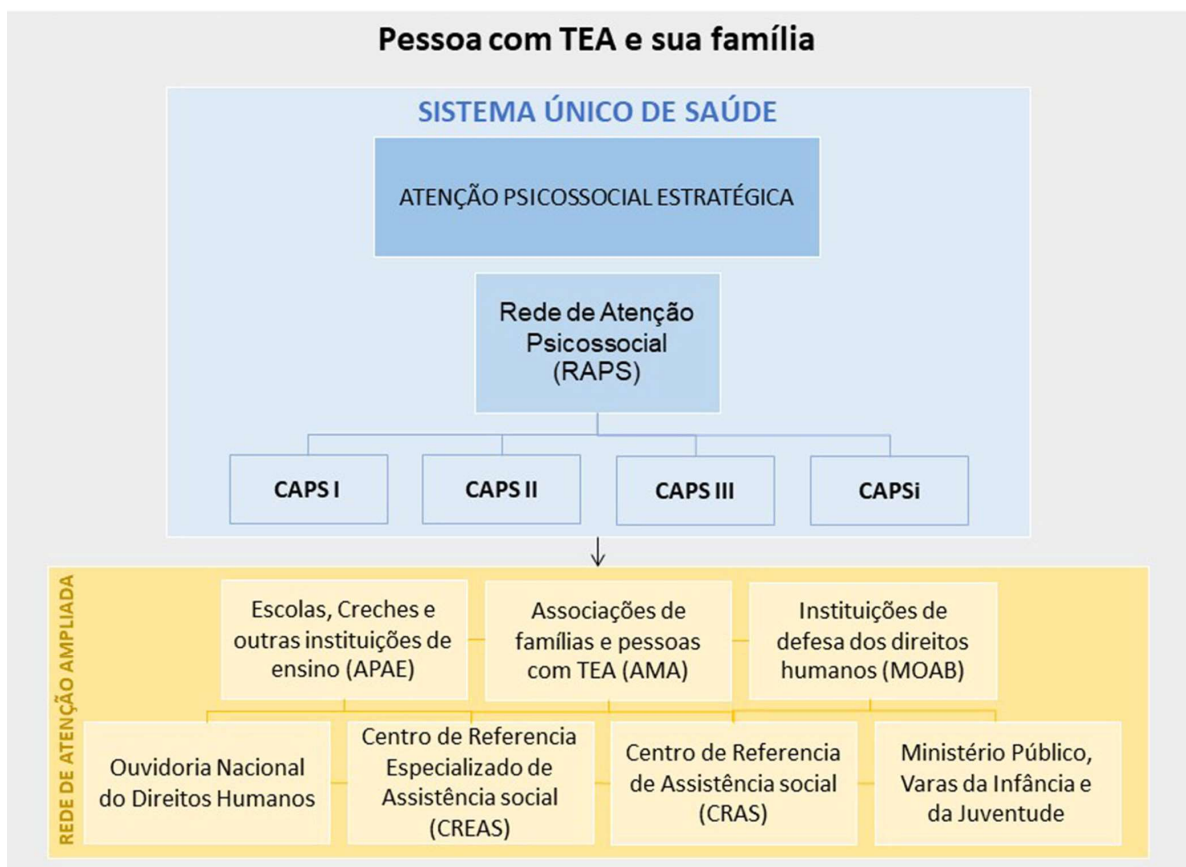 Pessoa com TEA e sua família
SISTEMA ÚNICO DE SAÚDE
ATENÇÃO PSICOSSOCIAL ESTRATÉGICA
Rede de Atenção
Psicossocial
(RAPS)
CAPS I
CAPS II
CAPS III
CAPSi
REDE DE ATENÇÃO AMPLIADA
Escolas, Creches e
outras instituições de
ensino (APAE)
Associações de
famílias e pessoas
com TEA (AMA)
Instituições de
defesa dos direitos
humanos (MOAB)
Ouvidoria Nacional
do Direitos Humanos
Centro de Referencia
Especializado de
Assistência social
(CREAS)
Centro de Referencia
de Assistência social
(CRAS)
Ministério Público,
Varas da Infância e
da Juventude